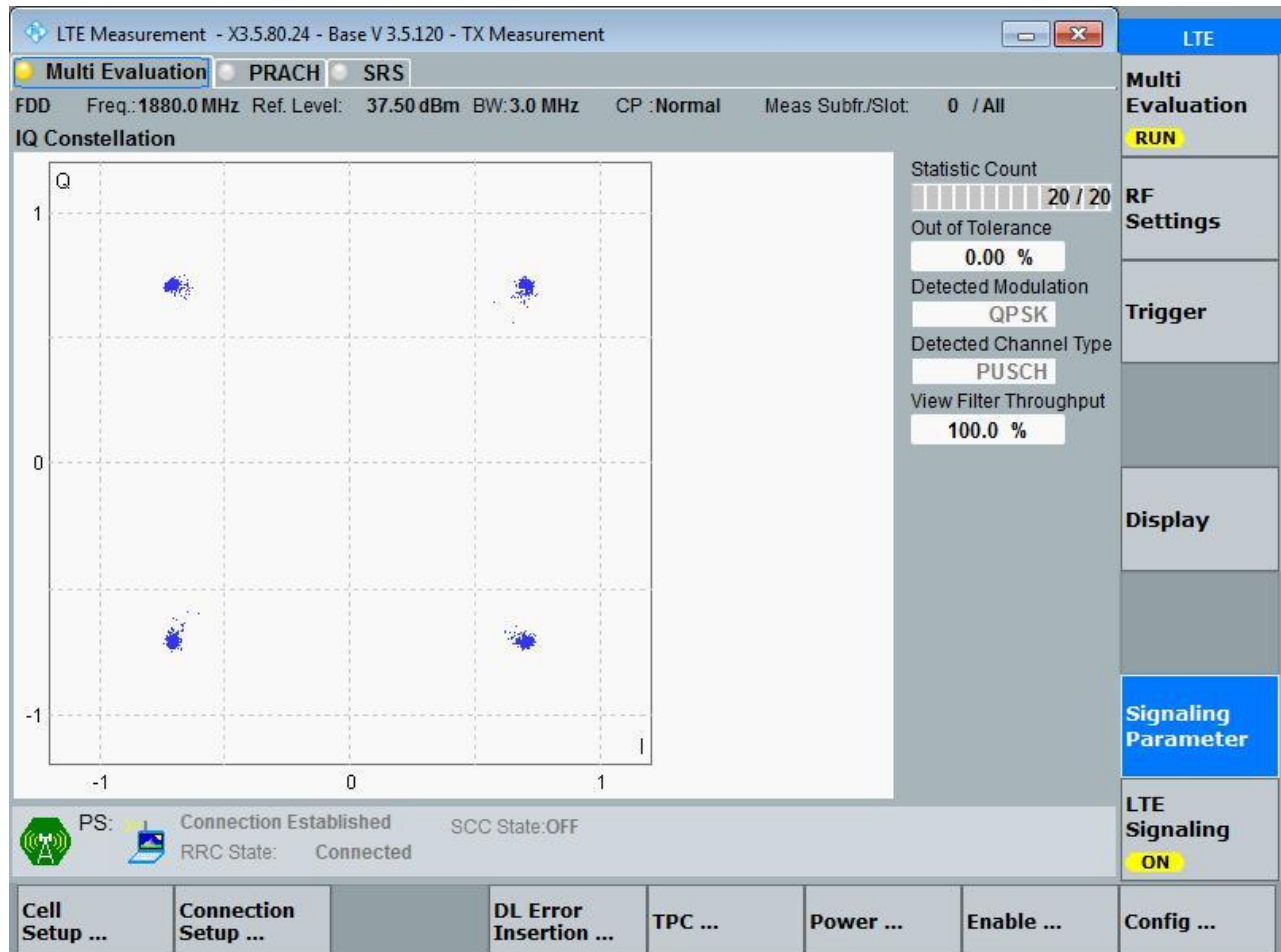 LTE Measurement - X3.5.80.24 - Base V 3.5.120 - TX Measurement
LTE
Multi Evaluation PRACH SRS
FDD Freq.:1880.0 MHz Ref. Level: 37.50 dBm BW:3.0 MHz CP :Normal Meas Subfr./Slot: 0 / All
IQ Constellation
Q
1
0
-1
I
-1 0 1
Statistic Count
20 / 20
Out of Tolerance
0.00 %
Detected Modulation
QPSK
Detected Channel Type
PUSCH
View Filter Throughput
100.0 %
Multi
Evaluation
RUN
RF
Settings
Trigger
Display
Signaling
Parameter
LTE
Signaling
ON
PS: Connection Established SCC State:OFF
RRC State: Connected
Cell
Setup ...
Connection
Setup ...
DL Error
Insertion ...
TPC ...
Power ...
Enable ...
Config ...